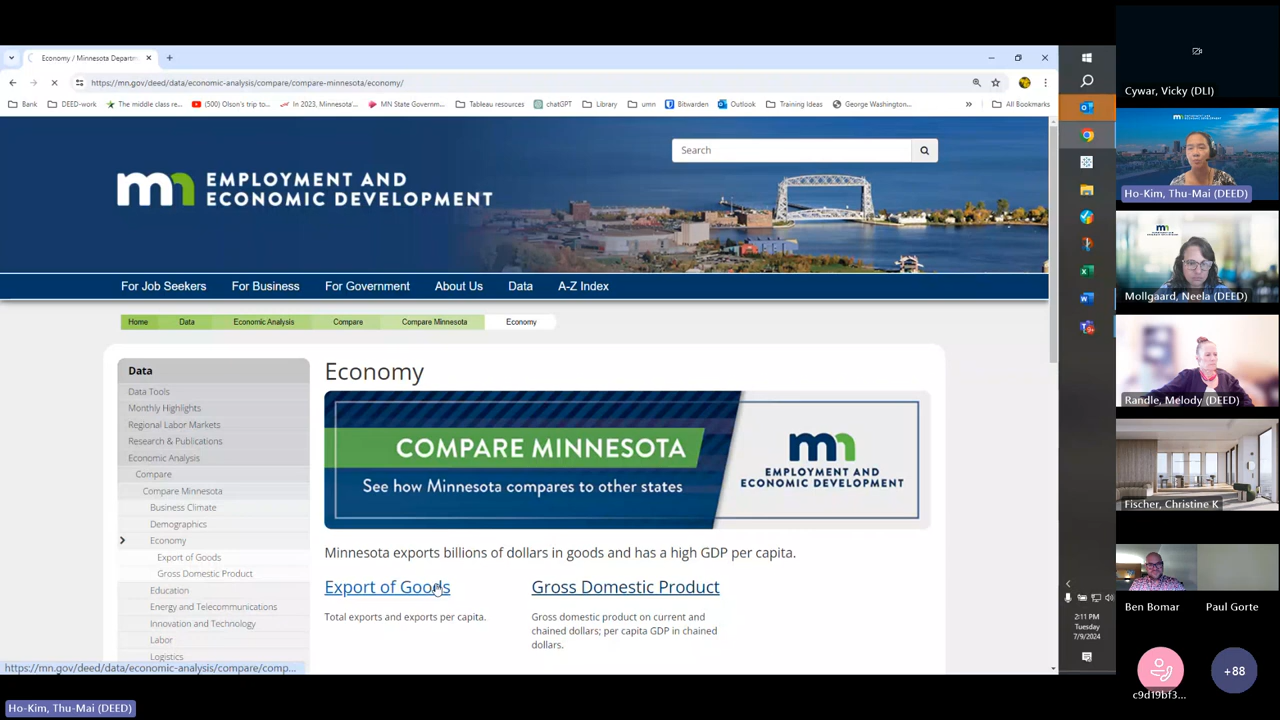 Economy / Minnesota Departm...
https://mn.gov/deed/data/economic-analysis/compare/compare-minnesota/economy/
Bank
DEED-work
The middle class re...
(500) Olson's trip to...
In 2023, Minnesota'...
MN State Governm...
Tableau resources
chatGPT
Library
umn
Bitwarden
Outlook
Training Ideas
George Washington...
»
All Bookmarks
Search
mn EMPLOYMENT AND
ECONOMIC DEVELOPMENT
For Job Seekers
For Business
For Government
About Us
Data
A-Z Index
Home
Data
Economic Analysis
Compare
Compare Minnesota
Economy
Data
Data Tools
Monthly Highlights
Regional Labor Markets
Research & Publications
Economic Analysis
Compare
Compare Minnesota
Business Climate
Demographics
Economy
Export of Goods
Gross Domestic Product
Education
Energy and Telecommunications
Innovation and Technology
Labor
Logistics
Economy
COMPARE MINNESOTA
See how Minnesota compares to other states
mn
EMPLOYMENT AND
ECONOMIC DEVELOPMENT
Minnesota exports billions of dollars in goods and has a high GDP per capita.
Export of Goods
Total exports and exports per capita.
Gross Domestic Product
Gross domestic product on current and
chained dollars; per capita GDP in chained
dollars.
https://mn.gov/deed/data/economic-analysis/compare/comp...
2:11 PM
Tuesday
7/9/2024
Cywar, Vicky (DLI)
Ho-Kim, Thu-Mai (DEED)
Mollgaard, Neela (DEED)
Randle, Melody (DEED)
Fischer, Christine K
Ben Bomar
Paul Gorte
c9d19bf3...
+88
Ho-Kim, Thu-Mai (DEED)